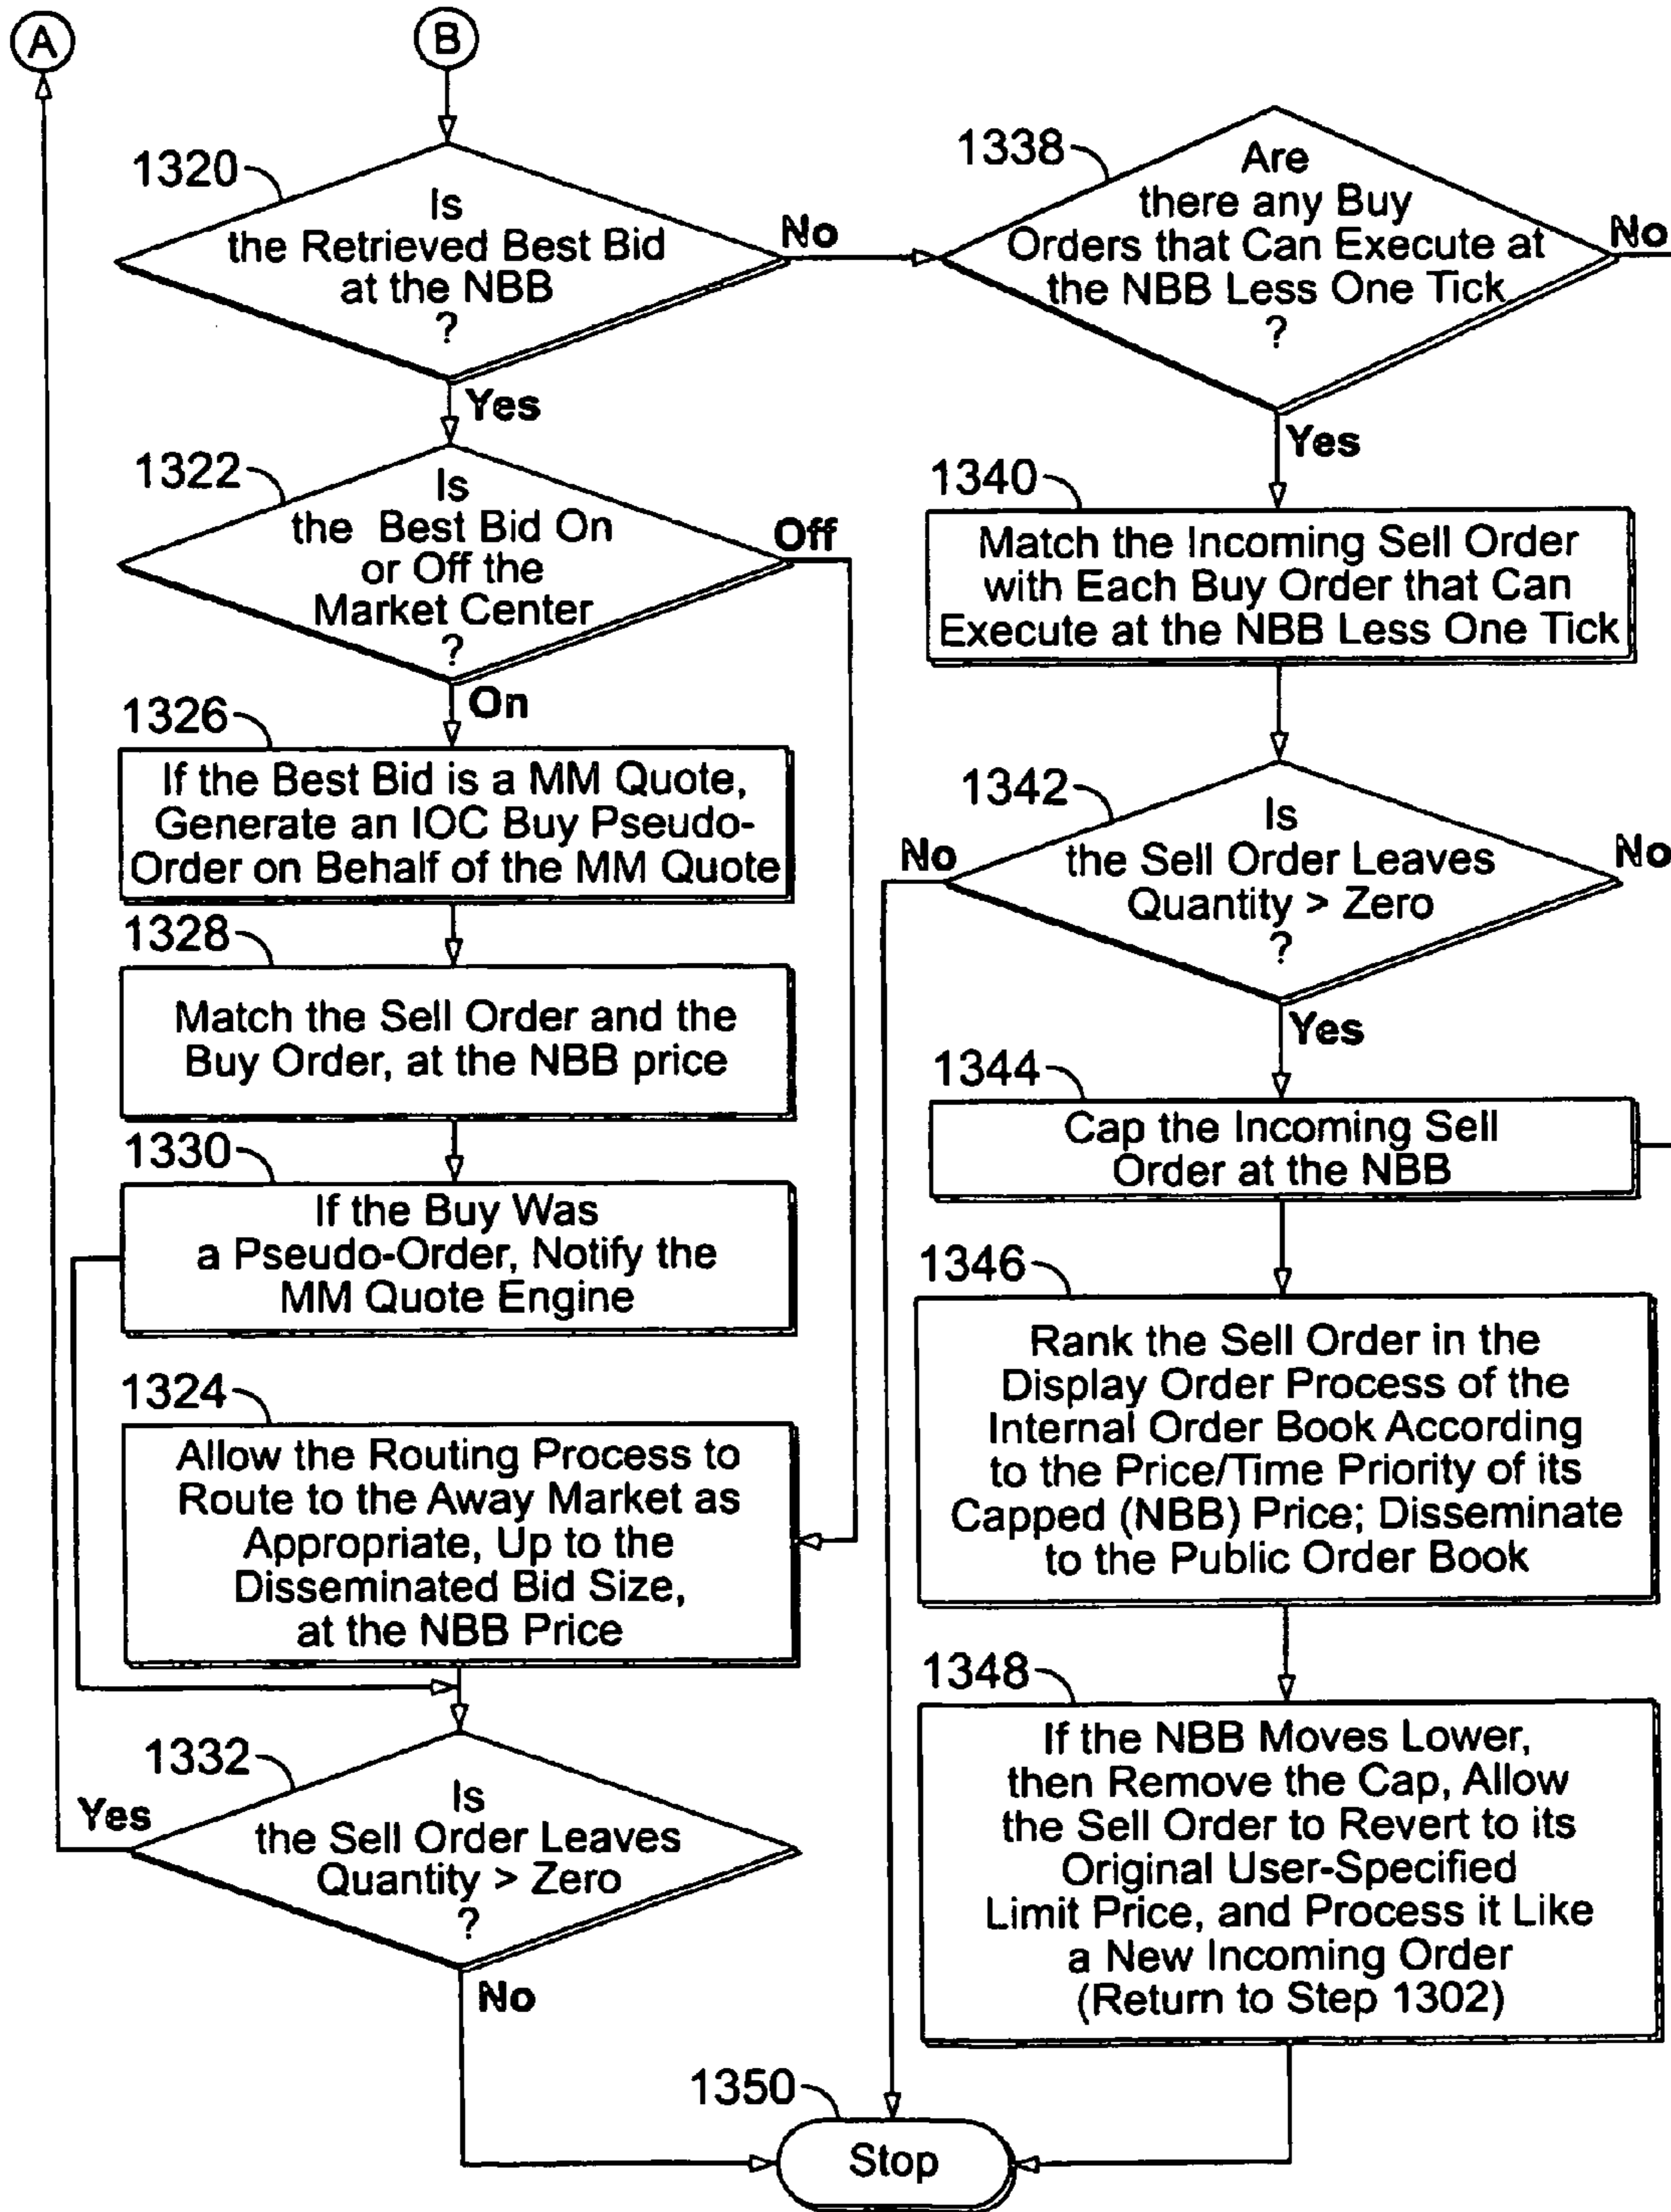 A
B
1320
Is
the Retrieved Best Bid
at the NBB
?
No
Yes
1322
Is
the Best Bid On
or Off the
Market Center
?
Off
On
1326
If the Best Bid is a MM Quote,
Generate an IOC Buy Pseudo-
Order on Behalf of the MM Quote
1328
Match the Sell Order and the
Buy Order, at the NBB price
1330
If the Buy Was
a Pseudo-Order, Notify the
MM Quote Engine
1324
Allow the Routing Process to
Route to the Away Market as
Appropriate, Up to the
Disseminated Bid Size,
at the NBB Price
1332
Is
the Sell Order Leaves
Quantity > Zero
?
Yes
No
1338
Are
there any Buy
Orders that Can Execute at
the NBB Less One Tick
?
No
Yes
1340
Match the Incoming Sell Order
with Each Buy Order that Can
Execute at the NBB Less One Tick
1342
Is
the Sell Order Leaves
Quantity > Zero
?
No
No
Yes
1344
Cap the Incoming Sell
Order at the NBB
1346
Rank the Sell Order in the
Display Order Process of the
Internal Order Book According
to the Price/Time Priority of its
Capped (NBB) Price; Disseminate
to the Public Order Book
1348
If the NBB Moves Lower,
then Remove the Cap, Allow
the Sell Order to Revert to its
Original User-Specified
Limit Price, and Process it Like
a New Incoming Order
(Return to Step 1302)
1350
Stop